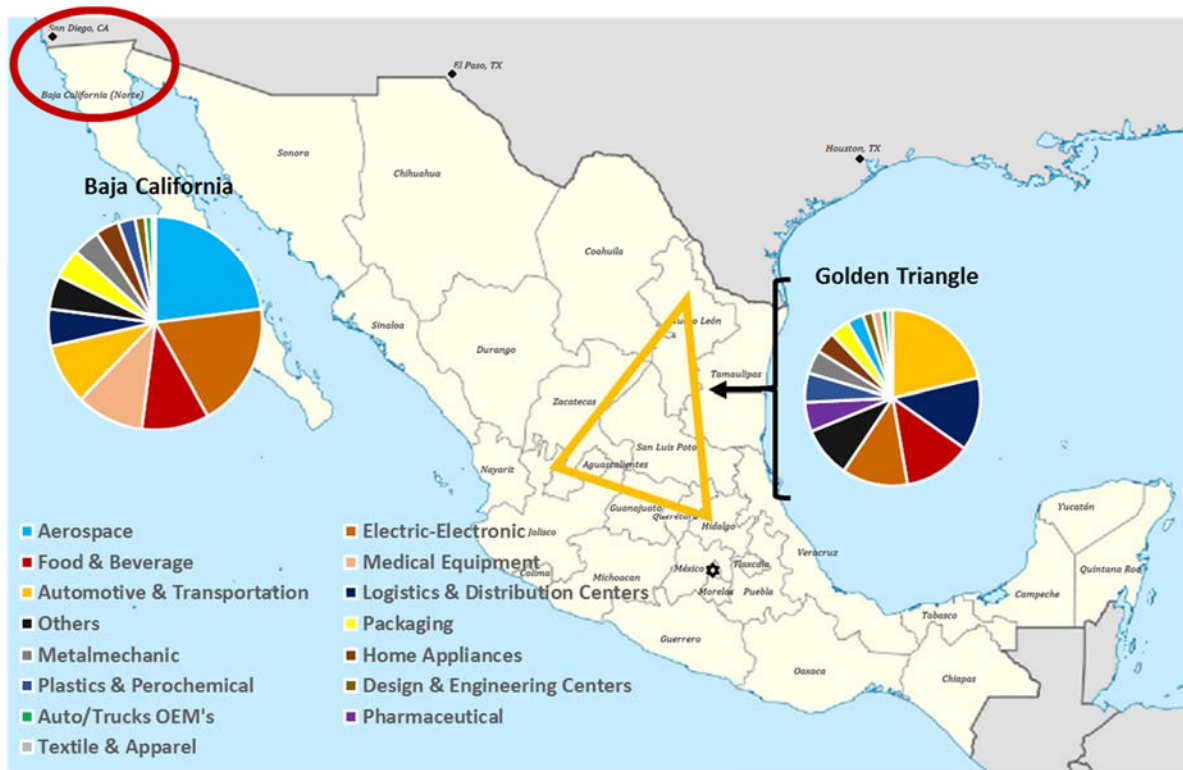 San Diego, CA
El Paso, TX
Baja California (Norte)
Houston, TX
Sonora
Chihuahua
Baja California
Coahuila
Golden Triangle
Nuevo León
Sinaloa
Durango
Tamaulipas
Zacatecas
San Luis Poto
Nayarit
Aguascalientes
Guanajuato
Querétaro
Hidalgo
Yucatán
Aerospace
Electric-Electronic
Jalisco
Veracruz
Food & Beverage
Medical Equipment
México
Tlaxcala
Quintana Roo
Colima
Michoacan
Automotive & Transportation
Logistics & Distribution Centers
Morelos
Puebla
Campeche
Others
Packaging
Tabasco
Guerrero
Metalmechanic
Home Appliances
Oaxaca
Chiapas
Plastics & Perochemical
Design & Engineering Centers
Auto/Trucks OEM's
Pharmaceutical
Textile & Apparel